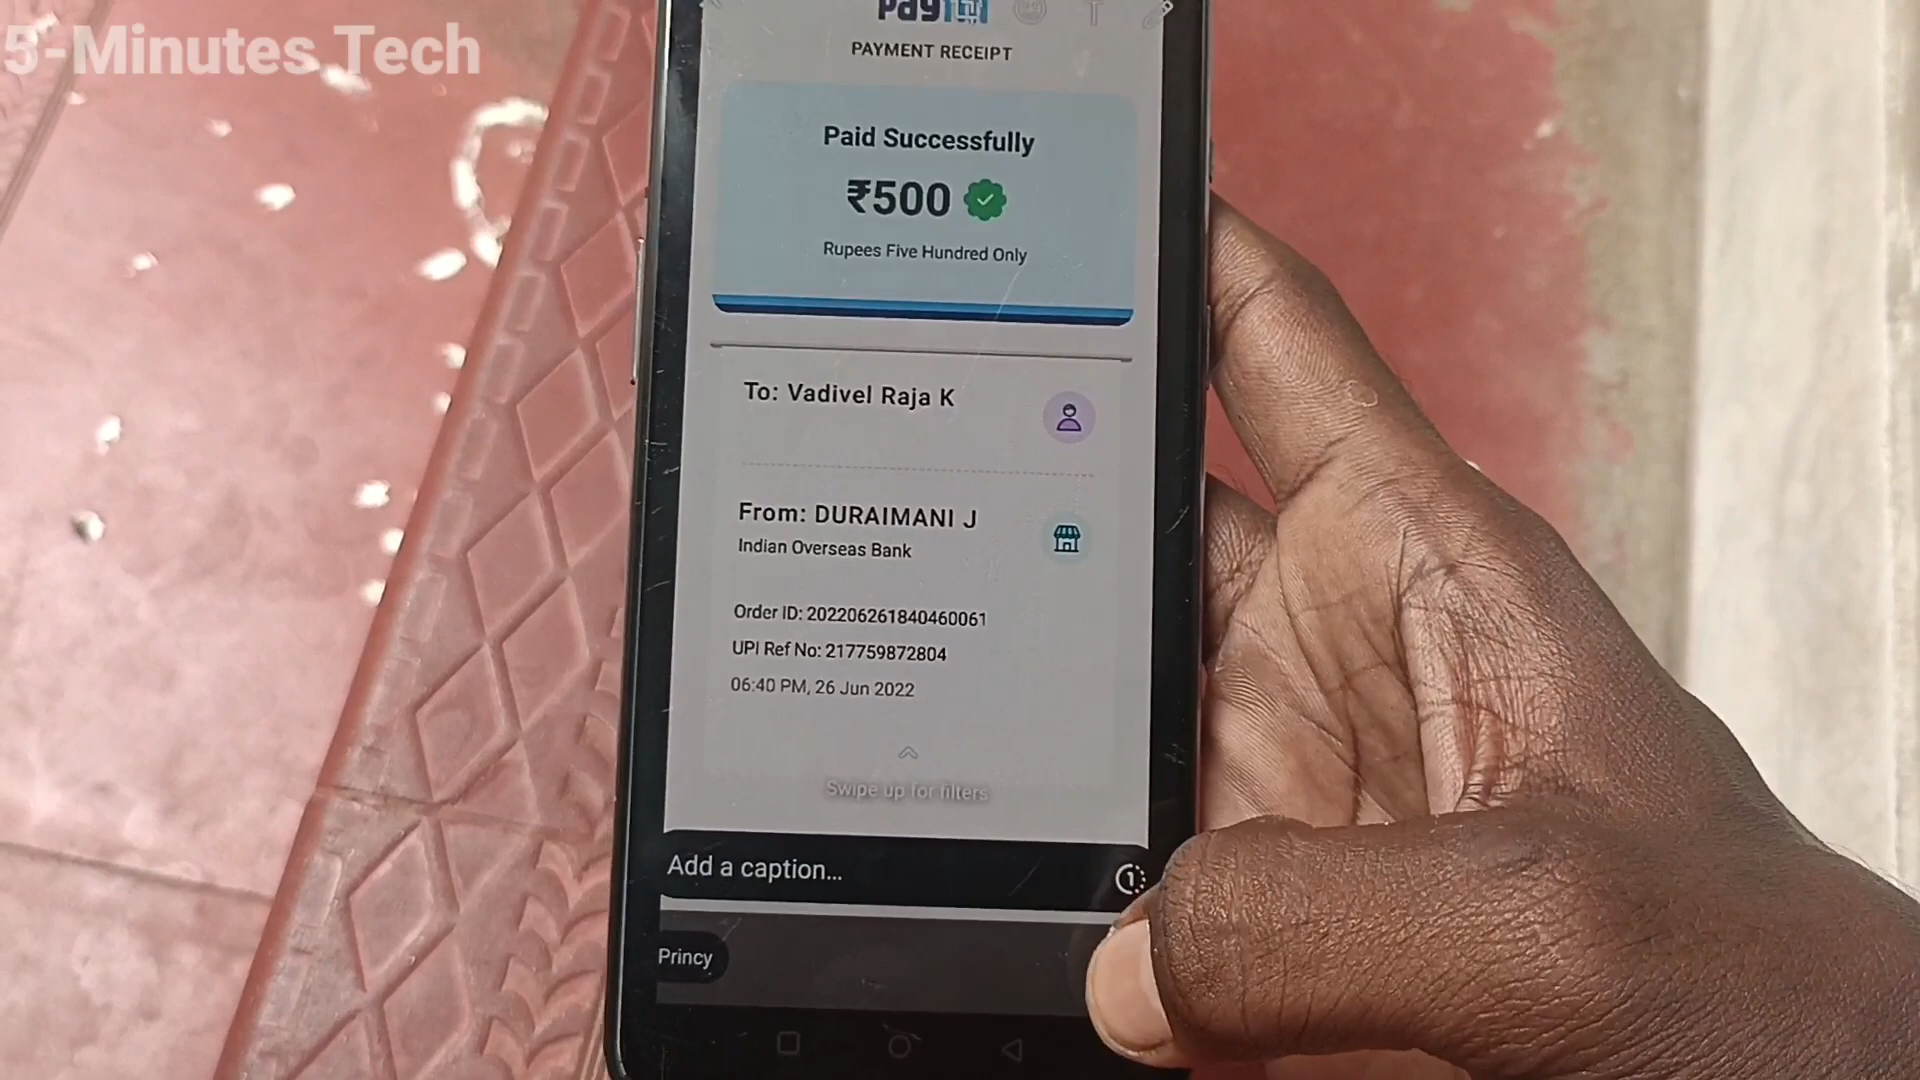 5-Minutes Tech
paytm
PAYMENT RECEIPT
Paid Successfully
₹500
Rupees Five Hundred Only
To: Vadivel Raja K
From: DURAIMANI J
Indian Overseas Bank
Order ID: 202206261840460061
UPI Ref No: 217759872804
06:40 PM, 26 Jun 2022
Swipe up for filters
Add a caption...
1
Princy